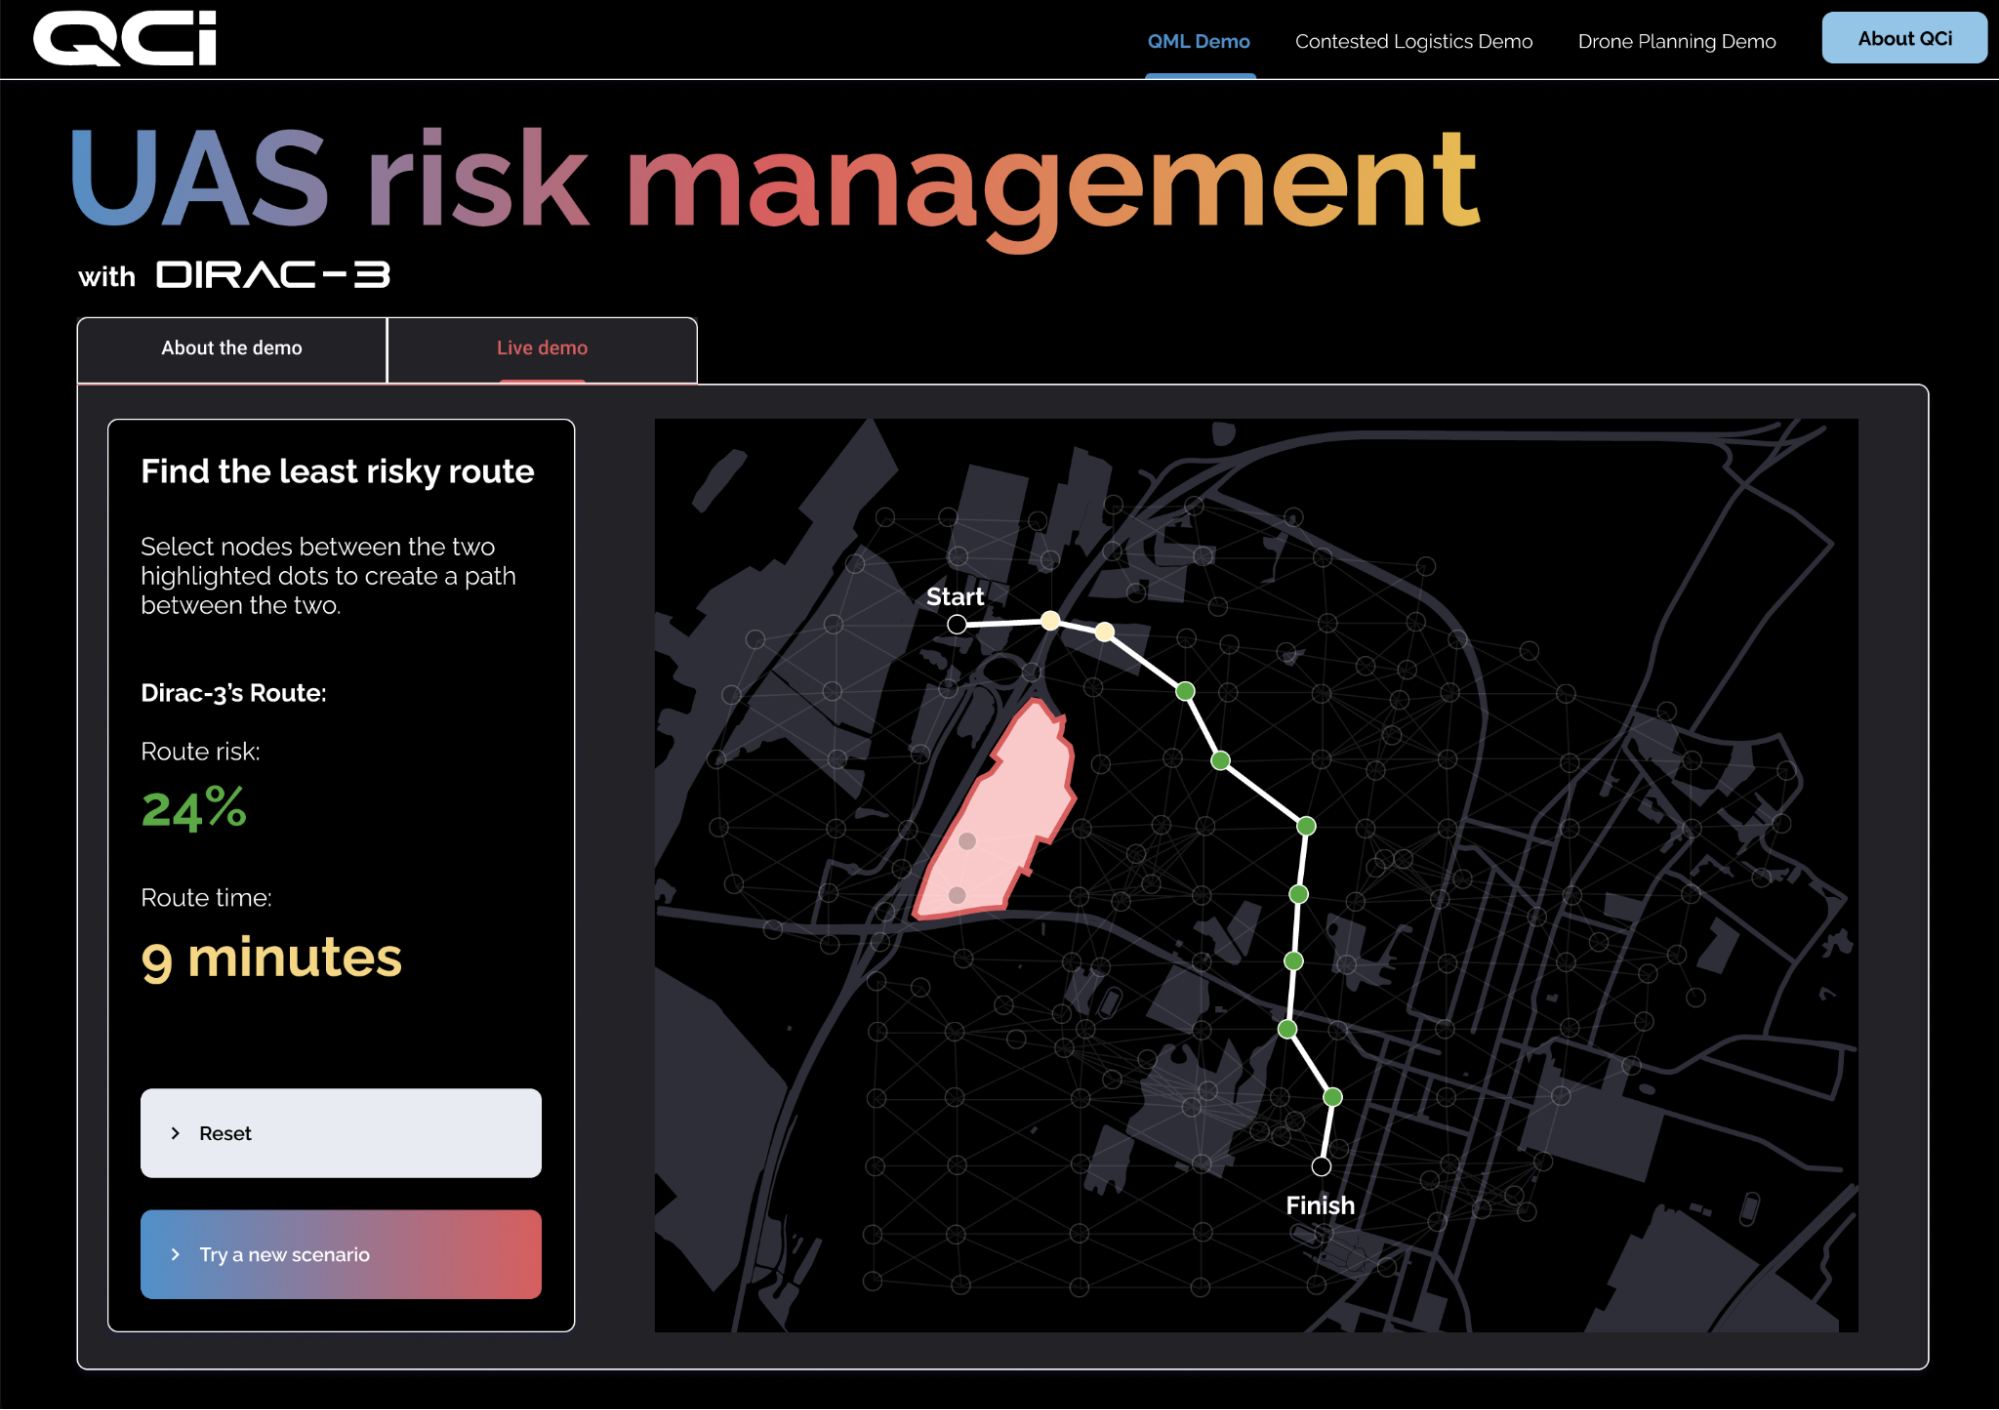 QCi
QML Demo
Contested Logistics Demo
Drone Planning Demo
About QCi
UAS risk management
with DIRAC-3
About the demo
Live demo
Find the least risky route
Select nodes between the two
highlighted dots to create a path
between the two.
Dirac-3’s Route:
Route risk:
24%
Route time:
9 minutes
Reset
Try a new scenario
Start
Finish